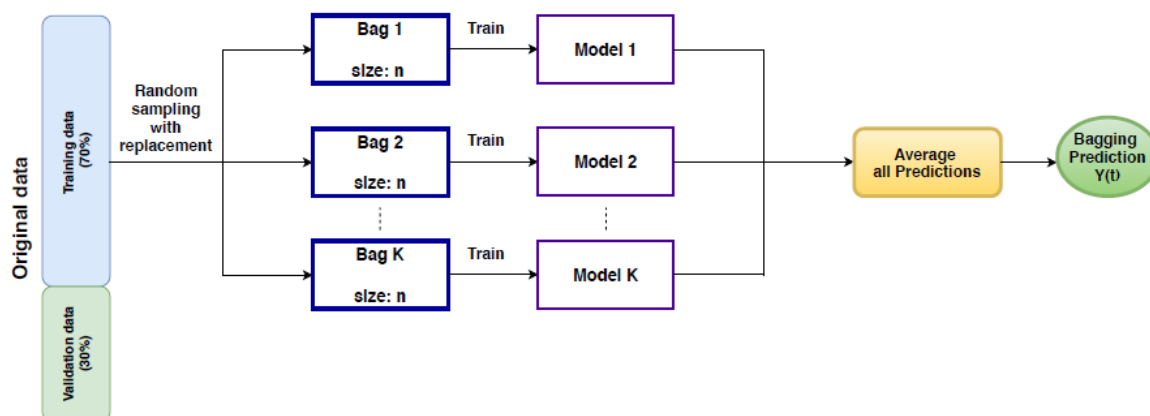 Original data
Training data
(70%)
Validation data
(30%)
Random
sampling
with
replacement
Bag 1
size: n
Train
Model 1
Bag 2
size: n
Train
Model 2
Bag K
size: n
Train
Model K
Average
all Predictions
Bagging
Prediction
Y(t)